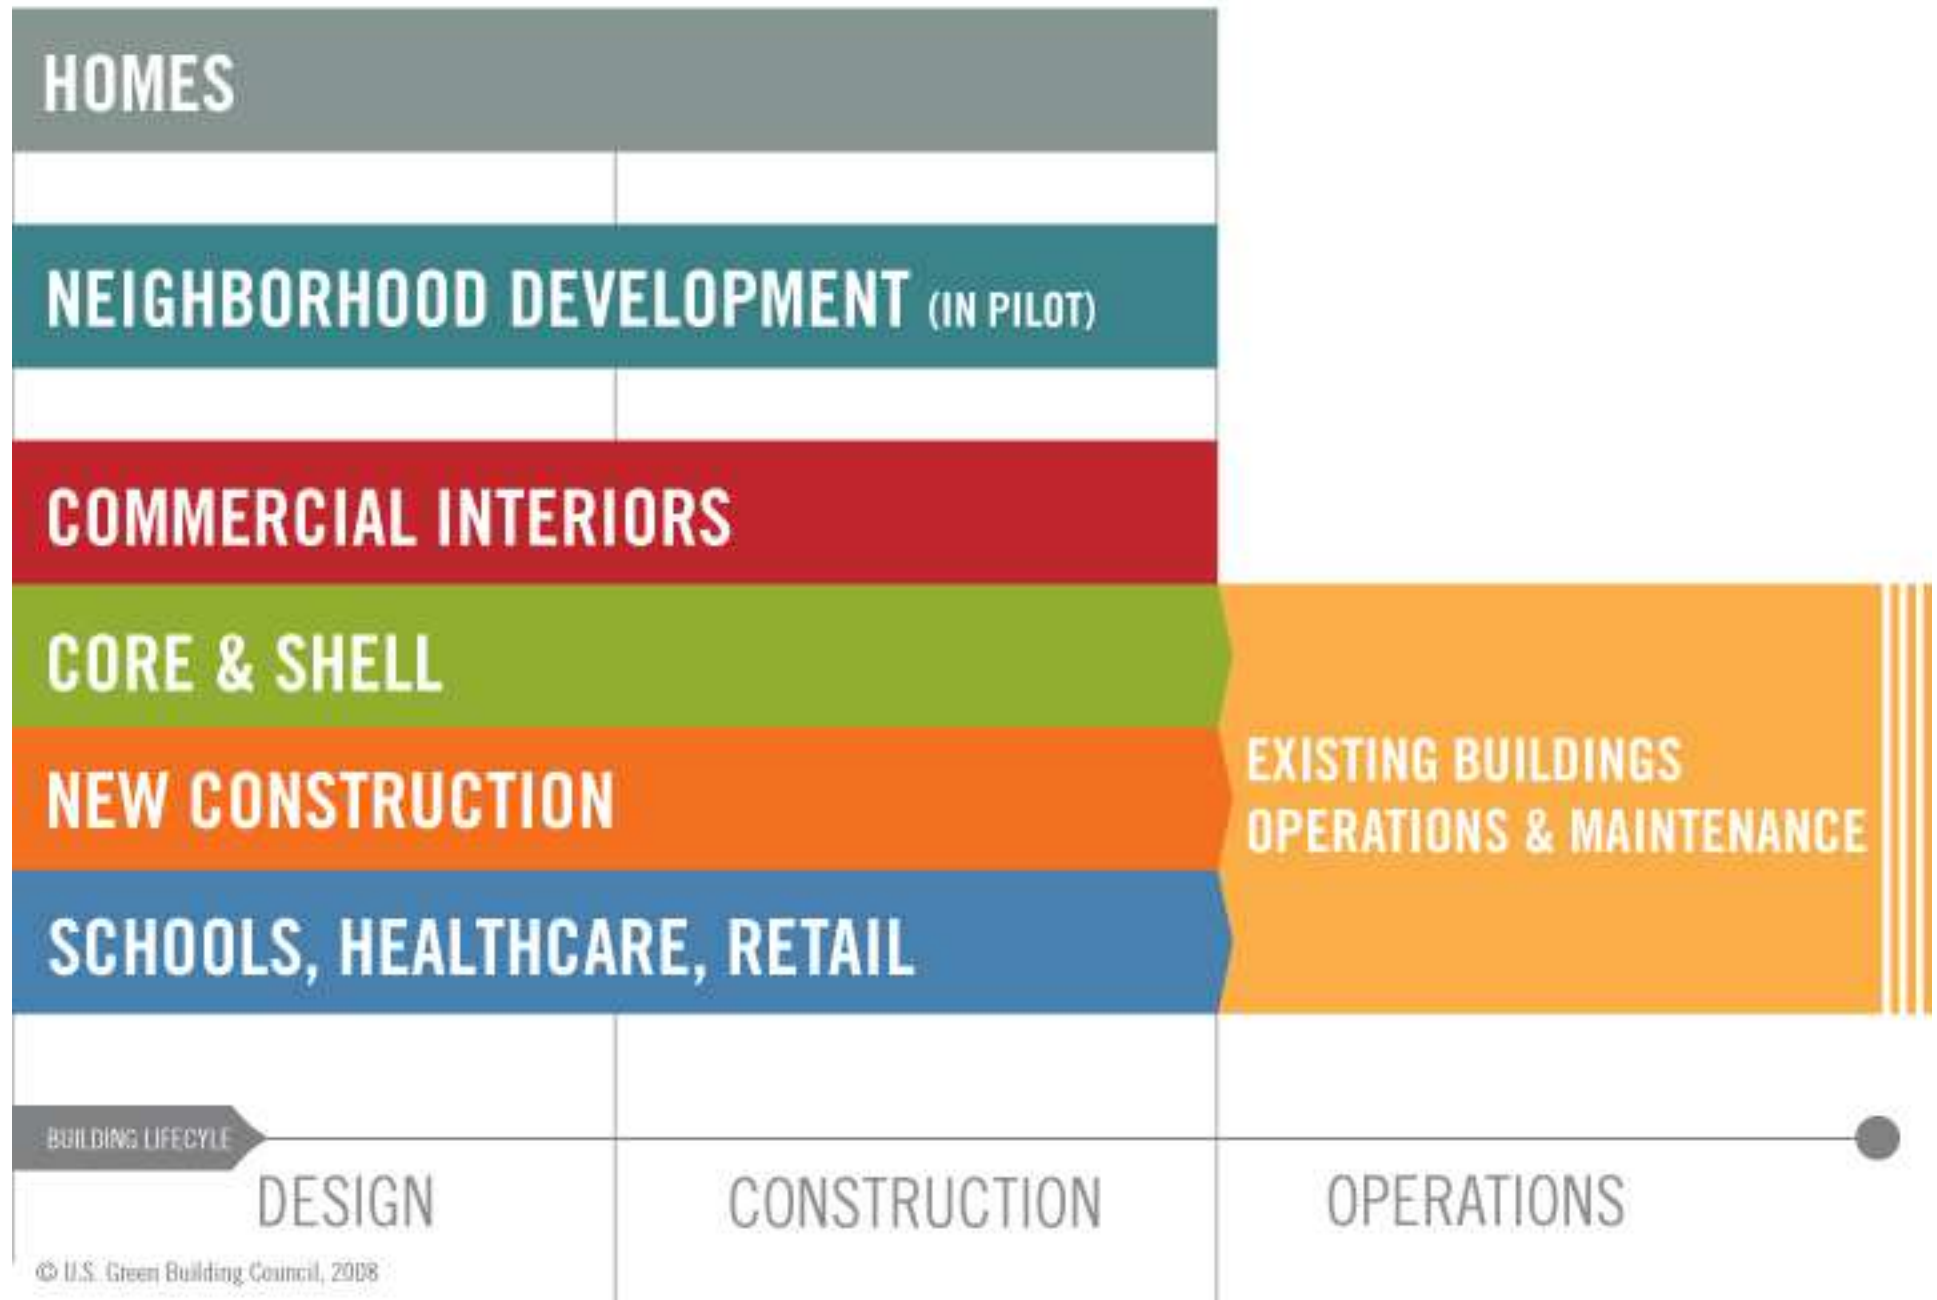 HOMES
NEIGHBORHOOD DEVELOPMENT (IN PILOT)
COMMERCIAL INTERIORS
CORE & SHELL
NEW CONSTRUCTION
SCHOOLS, HEALTHCARE, RETAIL
EXISTING BUILDINGS
OPERATIONS & MAINTENANCE
BUILDING LIFECYLE
DESIGN
CONSTRUCTION
OPERATIONS
© U.S. Green Building Council, 2008